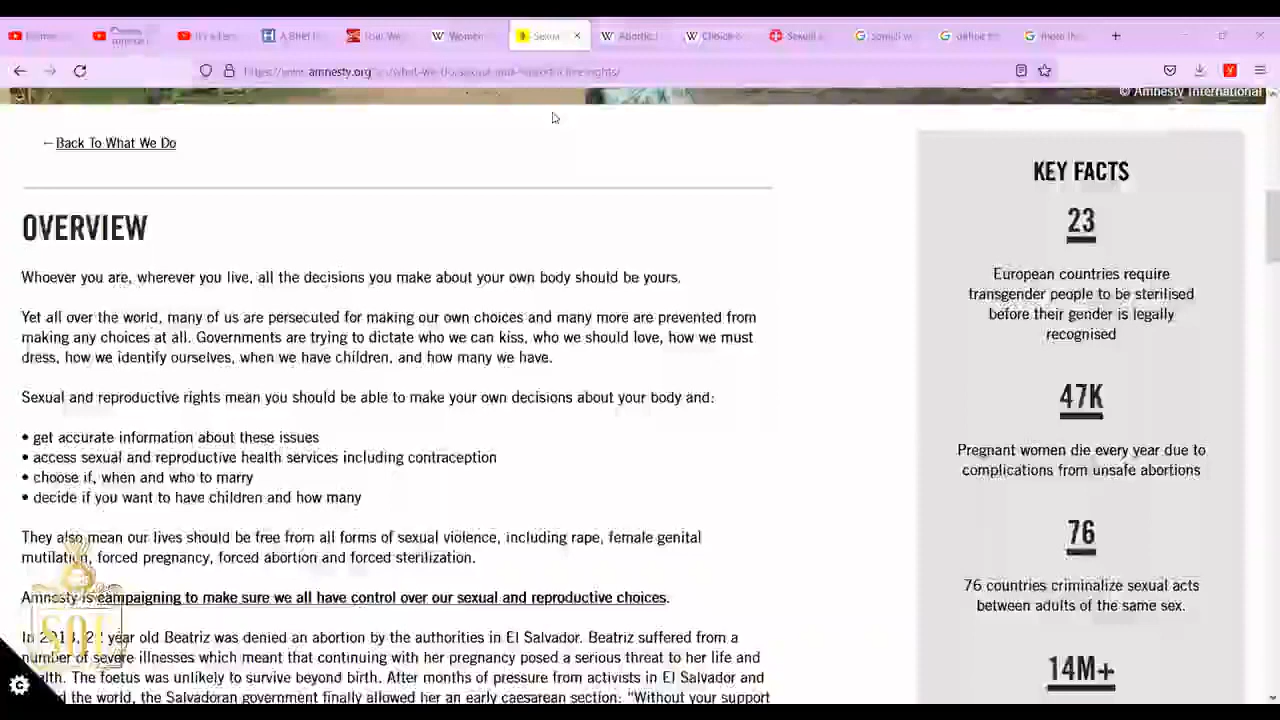 © Amnesty International
←Back To What We Do
OVERVIEW
Whoever you are, wherever you live, all the decisions you make about your own body should be yours.
Yet all over the world, many of us are persecuted for making our own choices and many more are prevented from
making any choices at all. Governments are trying to dictate who we can kiss, who we should love, how we must
dress, how we identify ourselves, when we have children, and how many we have.
Sexual and reproductive rights mean you should be able to make your own decisions about your body and:
• get accurate information about these issues
• access sexual and reproductive health services including contraception
• choose if, when and who to marry
• decide if you want to have children and how many
They also mean our lives should be free from all forms of sexual violence, including rape, female genital
mutilation, forced pregnancy, forced abortion and forced sterilization.
Amnesty is campaigning to make sure we all have control over our sexual and reproductive choices.
year old Beatriz was denied an abortion by the authorities in El Salvador. Beatriz suffered from a
number of severe illnesses which meant that continuing with her pregnancy posed a serious threat to her life and
The foetus was unlikely to survive beyond birth. After months of pressure from activists in El Salvador and
the world, the Salvadoran government finally allowed her an early caesarean section: "Without your support
KEY FACTS
23
European countries require
transgender people to be sterilised
before their gender is legally
recognised
47K
Pregnant women die every year due to
complications from unsafe abortions
76
76 countries criminalize sexual acts
between adults of the same sex.
14M+
SOF